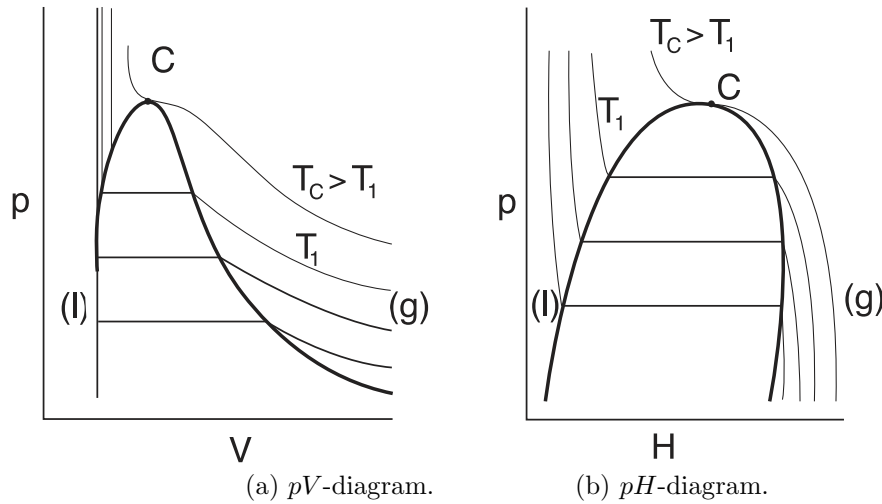 C
T_C > T_1
p
T_1
(l)
(g)
V
(a) pV-diagram.
T_C > T_1
C
T_1
p
(l)
(g)
H
(b) pH-diagram.